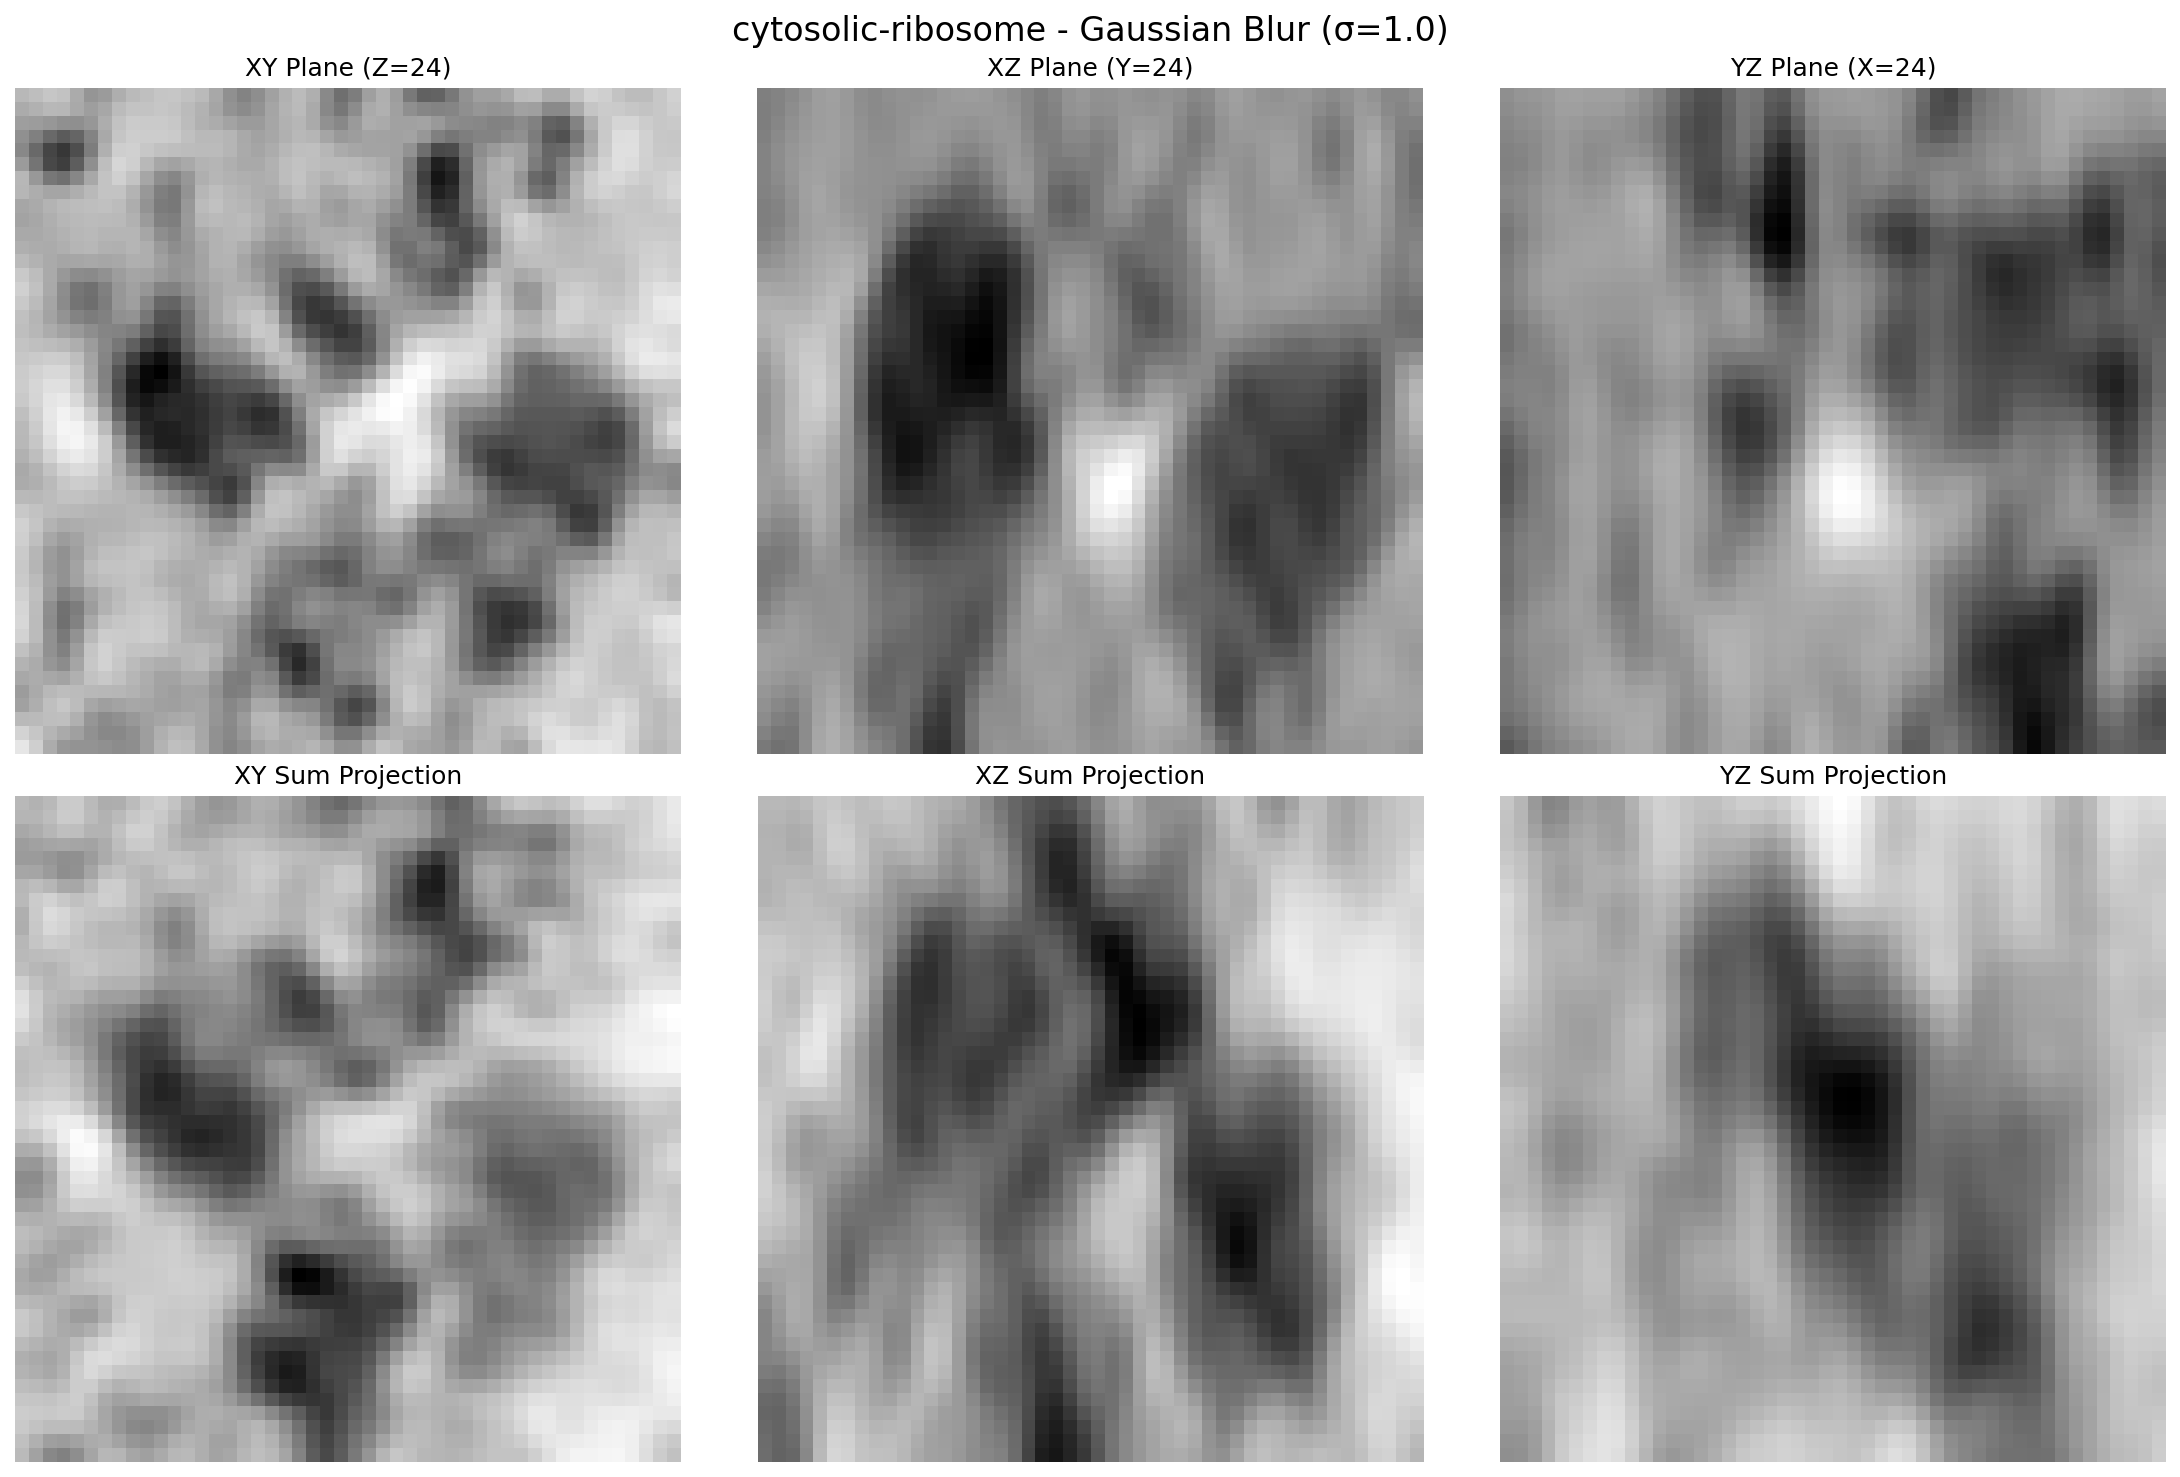 cytosolic-ribosome - Gaussian Blur (σ=1.0)
XY Plane (Z=24)
XZ Plane (Y=24)
YZ Plane (X=24)
XY Sum Projection
XZ Sum Projection
YZ Sum Projection